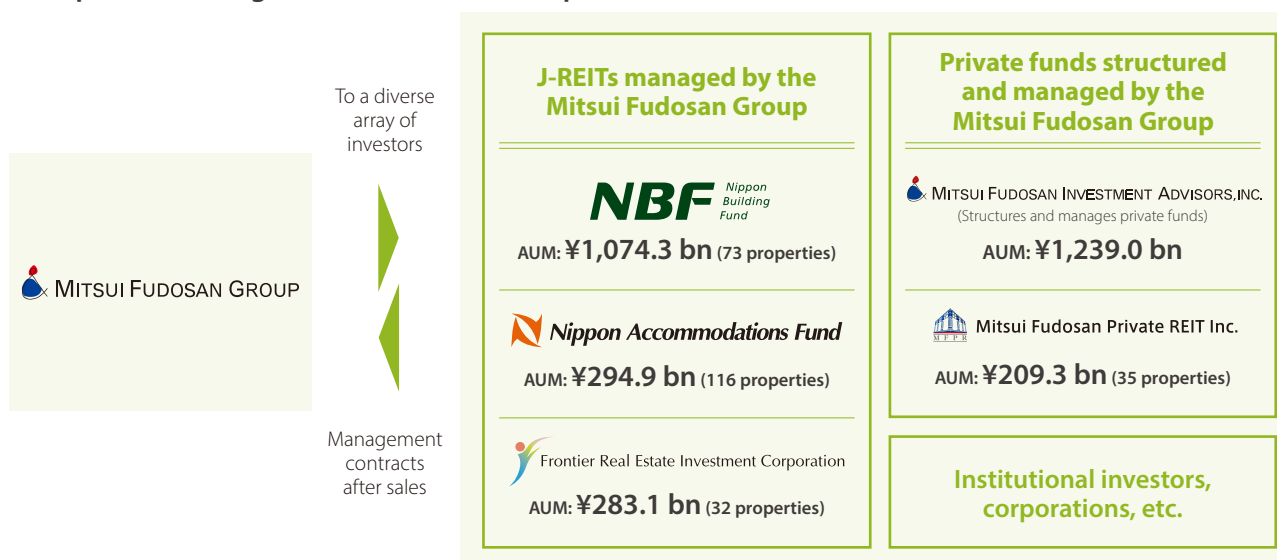 To a diverse
array of
investors
MITSUI FUDOSAN GROUP
Management
contracts
after sales
J-REITs managed by the
Mitsui Fudosan Group
NBF Nippon
Building
Fund
AUM: ¥1,074.3 bn (73 properties)
Nippon Accommodations Fund
AUM: ¥294.9 bn (116 properties)
Frontier Real Estate Investment Corporation
AUM: ¥283.1 bn (32 properties)
Private funds structured
and managed by the
Mitsui Fudosan Group
MITSUI FUDOSAN INVESTMENT ADVISORS,INC.
(Structures and manages private funds)
AUM: ¥1,239.0 bn
MFPR
Mitsui Fudosan Private REIT Inc.
AUM: ¥209.3 bn (35 properties)
Institutional investors,
corporations, etc.